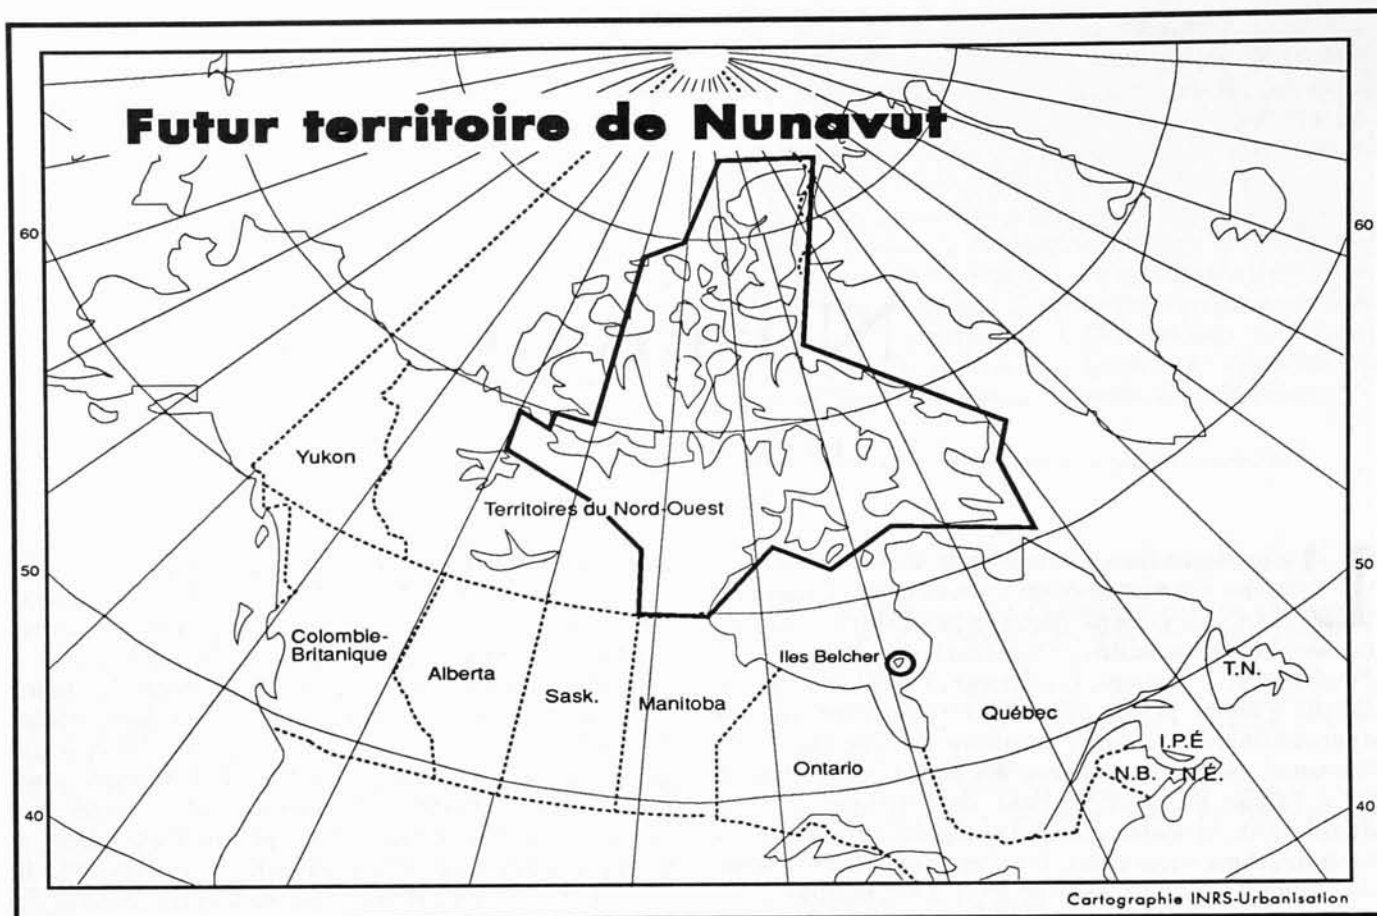 Futur territoire de Nunavut
60
60
Yukon
Territoires du Nord-Ouest
50
50
Colombie-
Britanique
Alberta
Sask.
Manitoba
Iles Belcher
Ontario
Québec
T.N.
I.P.É
N.B.
N.É.
40
40
Cartographie INRS-Urbanisation